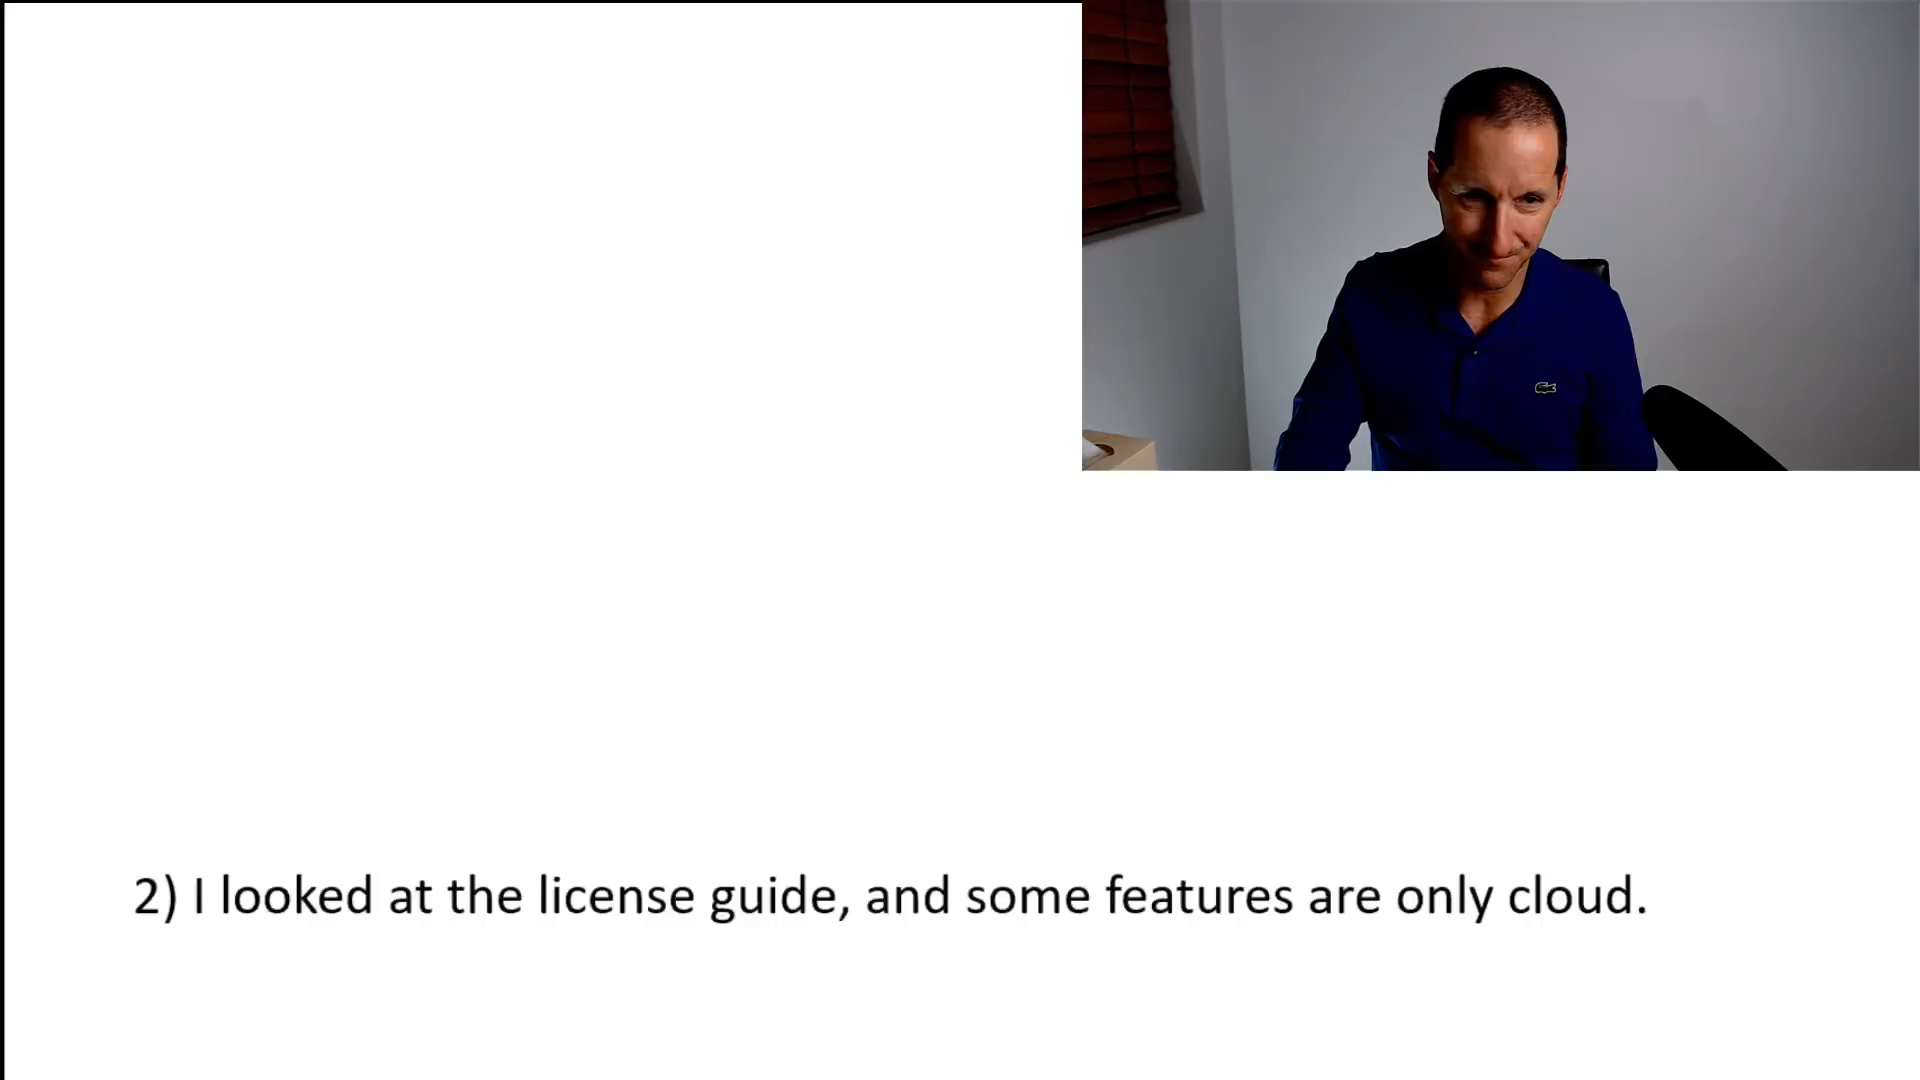 2) I looked at the license guide, and some features are only cloud.